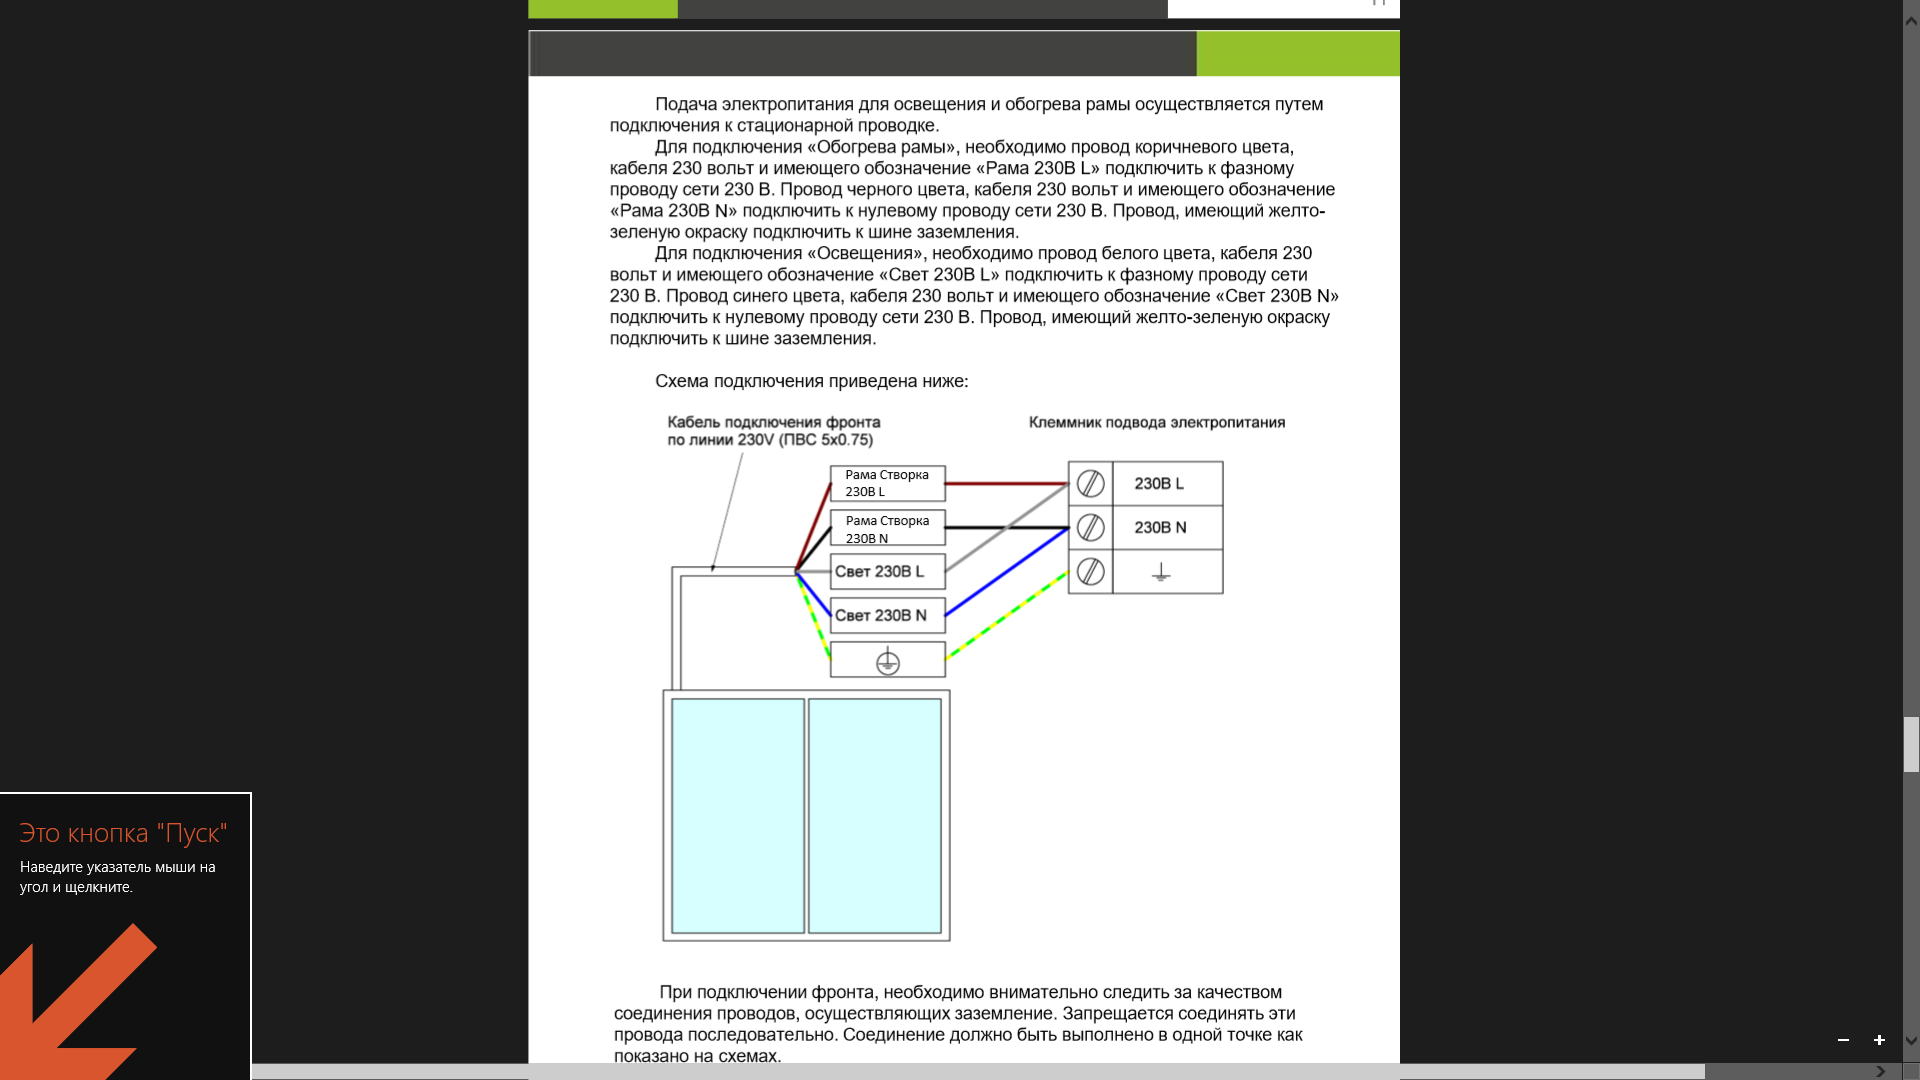 Подача электропитания для освещения и обогрева рамы осуществляется путем
подключения к стационарной проводке.
Для подключения «Обогрева рамы», необходимо провод коричневого цвета,
кабеля 230 вольт и имеющего обозначение «Рама 230В L» подключить к фазному
проводу сети 230 В. Провод черного цвета, кабеля 230 вольт и имеющего обозначение
«Рама 230В N» подключить к нулевому проводу сети 230 В. Провод, имеющий желто-
зеленую окраску подключить к шине заземления.
Для подключения «Освещения», необходимо провод белого цвета, кабеля 230
вольт и имеющего обозначение «Свет 230В L» подключить к фазному проводу сети
230 В. Провод синего цвета, кабеля 230 вольт и имеющего обозначение «Свет 230В N»
подключить к нулевому проводу сети 230 В. Провод, имеющий желто-зеленую окраску
подключить к шине заземления.
Схема подключения приведена ниже:
Кабель подключения фронта
по линии 230V (ПВС 5х0.75)
Клеммник подвода электропитания
Рама Створка
230В L
Рама Створка
230В N
Свет 230В L
Свет 230В N
230В L
230В N
При подключении фронта, необходимо внимательно следить за качеством
соединения проводов, осуществляющих заземление. Запрещается соединять эти
провода последовательно. Соединение должно быть выполнено в одной точке как
показано на схемах.
Это кнопка "Пуск"
Наведите указатель мыши на
угол и щелкните.